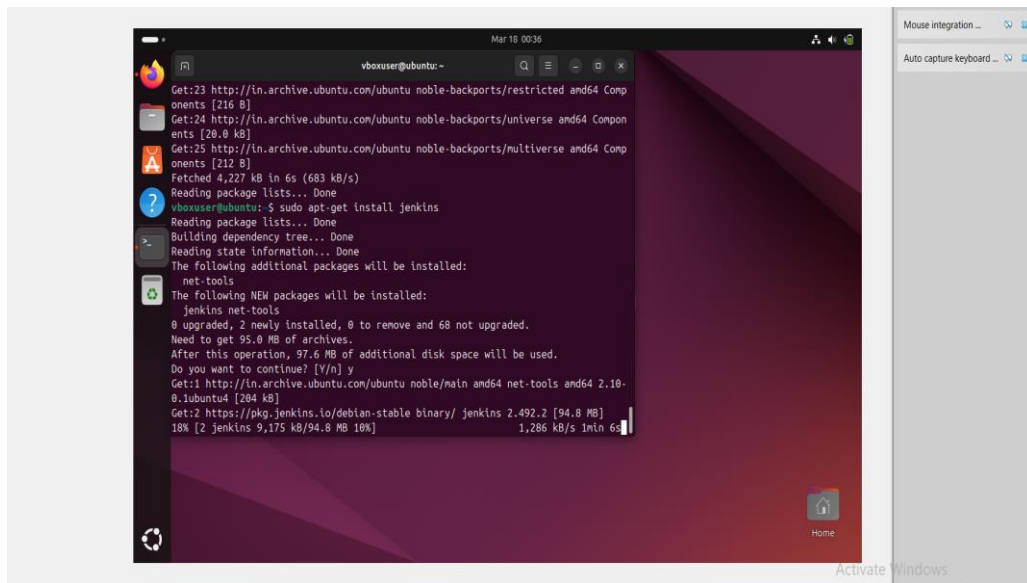 Mar 18 00:36
Mouse integration ...
Auto capture keyboard ...
vboxuser@ubuntu: ~
Get:23 http://in.archive.ubuntu.com/ubuntu noble-backports/restricted amd64 Comp
onents [216 B]
Get:24 http://in.archive.ubuntu.com/ubuntu noble-backports/universe amd64 Compon
ents [20.0 kB]
Get:25 http://in.archive.ubuntu.com/ubuntu noble-backports/multiverse amd64 Comp
onents [212 B]
Fetched 4,227 kB in 6s (683 kB/s)
Reading package lists... Done
vboxuser@ubuntu:~$ sudo apt-get install jenkins
Reading package lists... Done
Building dependency tree... Done
Reading state information... Done
The following additional packages will be installed:
net-tools
The following NEW packages will be installed:
jenkins net-tools
0 upgraded, 2 newly installed, 0 to remove and 68 not upgraded.
Need to get 95.0 MB of archives.
After this operation, 97.6 MB of additional disk space will be used.
Do you want to continue? [Y/n] y
Get:1 http://in.archive.ubuntu.com/ubuntu noble/main amd64 net-tools amd64 2.10-
0.1ubuntu4 [204 kB]
Get:2 https://pkg.jenkins.io/debian-stable binary/ jenkins 2.492.2 [94.8 MB]
18% [2 jenkins 9,175 kB/94.8 MB 10%] 1,286 kB/s 1min 6s
Home
Activate Windows